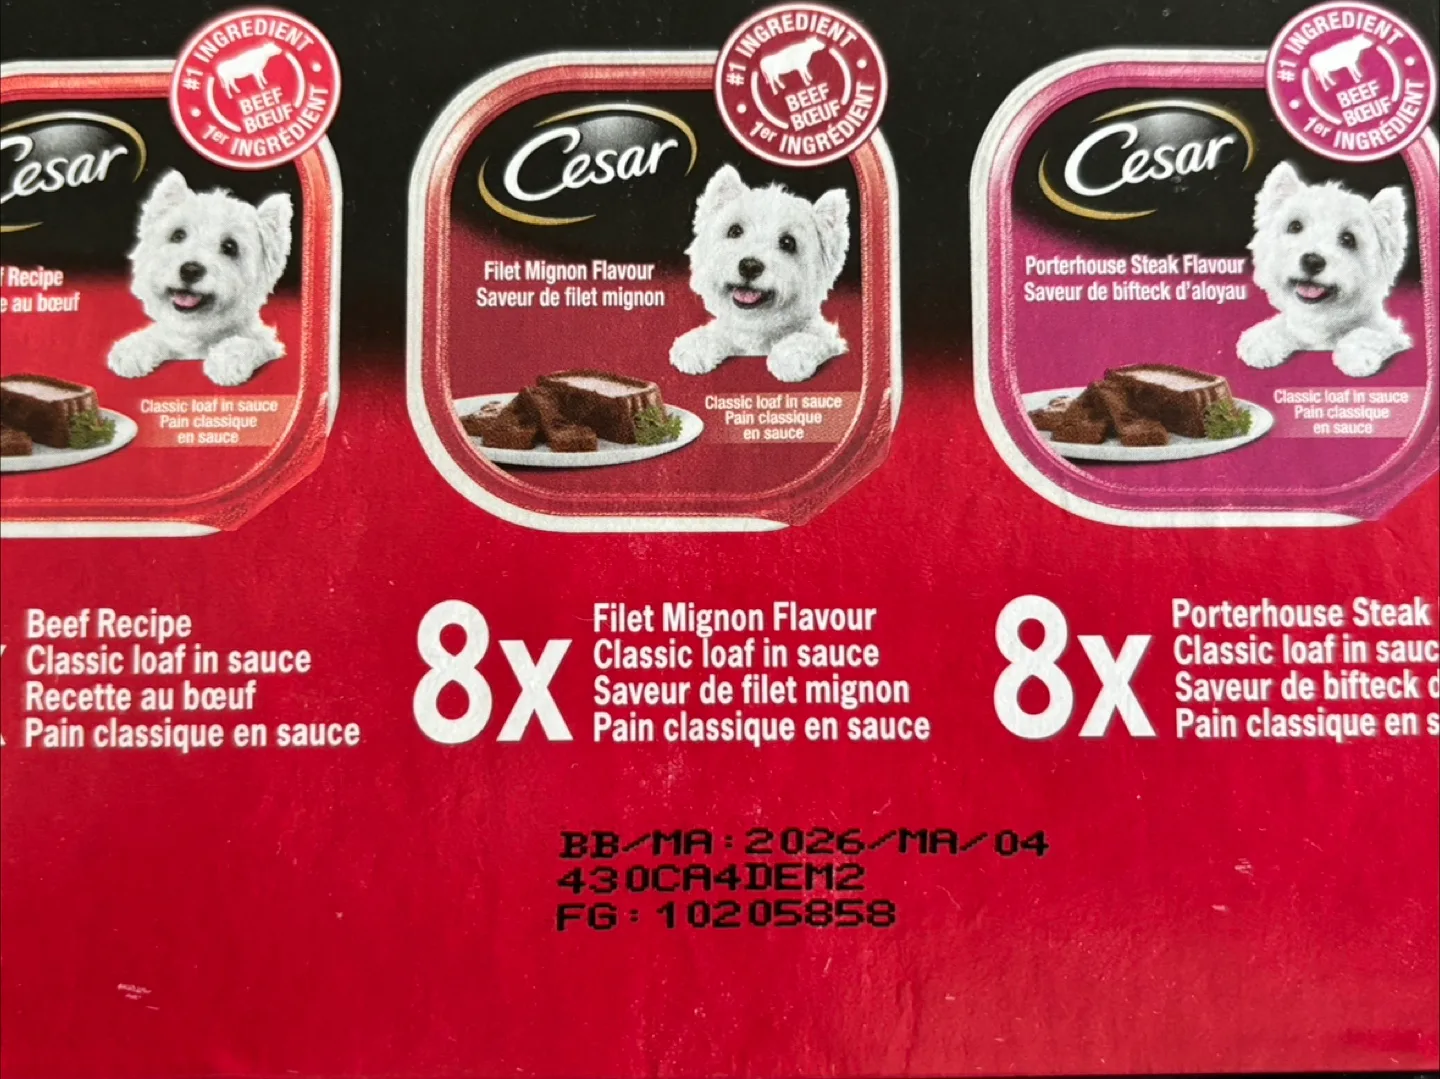 #1 INGREDIENT
BEEF
BŒUF
1er INGRÉDIENT
Cesar
Recipe
au bœuf
Classic loaf in sauce
Pain classique
en sauce
#1 INGREDIENT
BEEF
BŒUF
1er INGRÉDIENT
Cesar
Filet Mignon Flavour
Saveur de filet mignon
Classic loaf in sauce
Pain classique
en sauce
#1 INGREDIENT
BEEF
BŒUF
1er INGRÉDIENT
Cesar
Porterhouse Steak Flavour
Saveur de bifteck d'aloyau
Classic loaf in sauce
Pain classique
en sauce
Beef Recipe
Classic loaf in sauce
Recette au bœuf
Pain classique en sauce
8x
Filet Mignon Flavour
Classic loaf in sauce
Saveur de filet mignon
Pain classique en sauce
8x
Porterhouse Steak
Classic loaf in sauc
Saveur de bifteck d
Pain classique en s
BB/MA:2026/MA/04
430CA4DEM2
FG:10205858